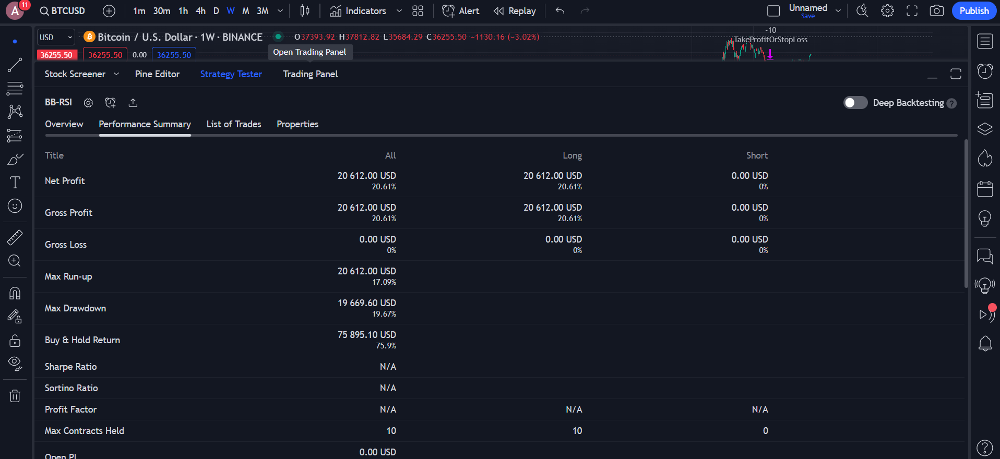 A 11 BTCUSD 1m 30m 1h 4h D W M 3M Indicators Alert Replay Unnamed Save Publish
USD Bitcoin / U.S. Dollar · 1W · BINANCE O37393.92 H37812.82 L35684.29 C36255.50 −1130.16 (−3.02%)
-10
TakeProfitOrStopLoss
36255.50 36255.50 0.00 36255.50
Open Trading Panel
Stock Screener Pine Editor Strategy Tester Trading Panel
BB-RSI Deep Backtesting ?
Overview Performance Summary List of Trades Properties
Title All Long Short
Net Profit 20 612.00 USD 20 612.00 USD 0.00 USD
20.61% 20.61% 0%
Gross Profit 20 612.00 USD 20 612.00 USD 0.00 USD
20.61% 20.61% 0%
Gross Loss 0.00 USD 0.00 USD 0.00 USD
0% 0% 0%
Max Run-up 20 612.00 USD
17.09%
Max Drawdown 19 669.60 USD
19.67%
Buy & Hold Return 75 895.10 USD
75.9%
Sharpe Ratio N/A
Sortino Ratio N/A
Profit Factor N/A N/A N/A
Max Contracts Held 10 10 0
Open PL 0.00 USD